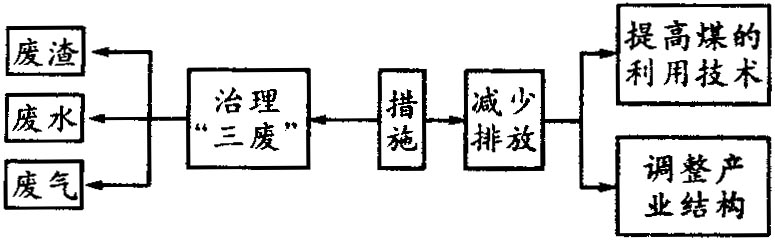 废渣
废水
废气
治理
“三废”
措
施
减少
排放
提高煤的
利用技术
调整产
业结构